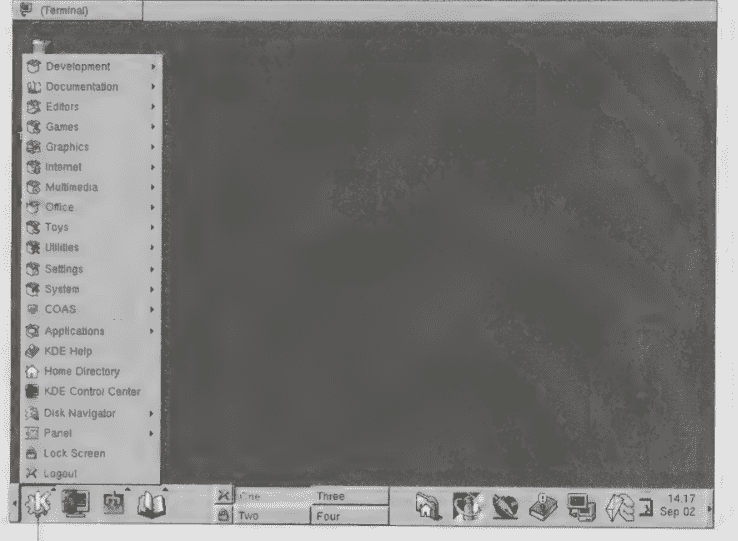 (Terminal)
Development
Documentation
Editors
Games
Graphics
Internet
Multimedia
Office
Toys
Utilities
Settings
System
COAS
Applications
KDE Help
Home Directory
KDE Control Center
Disk Navigator
Panel
Lock Screen
Logout
One Three
Two Four
14.17
Sep 02